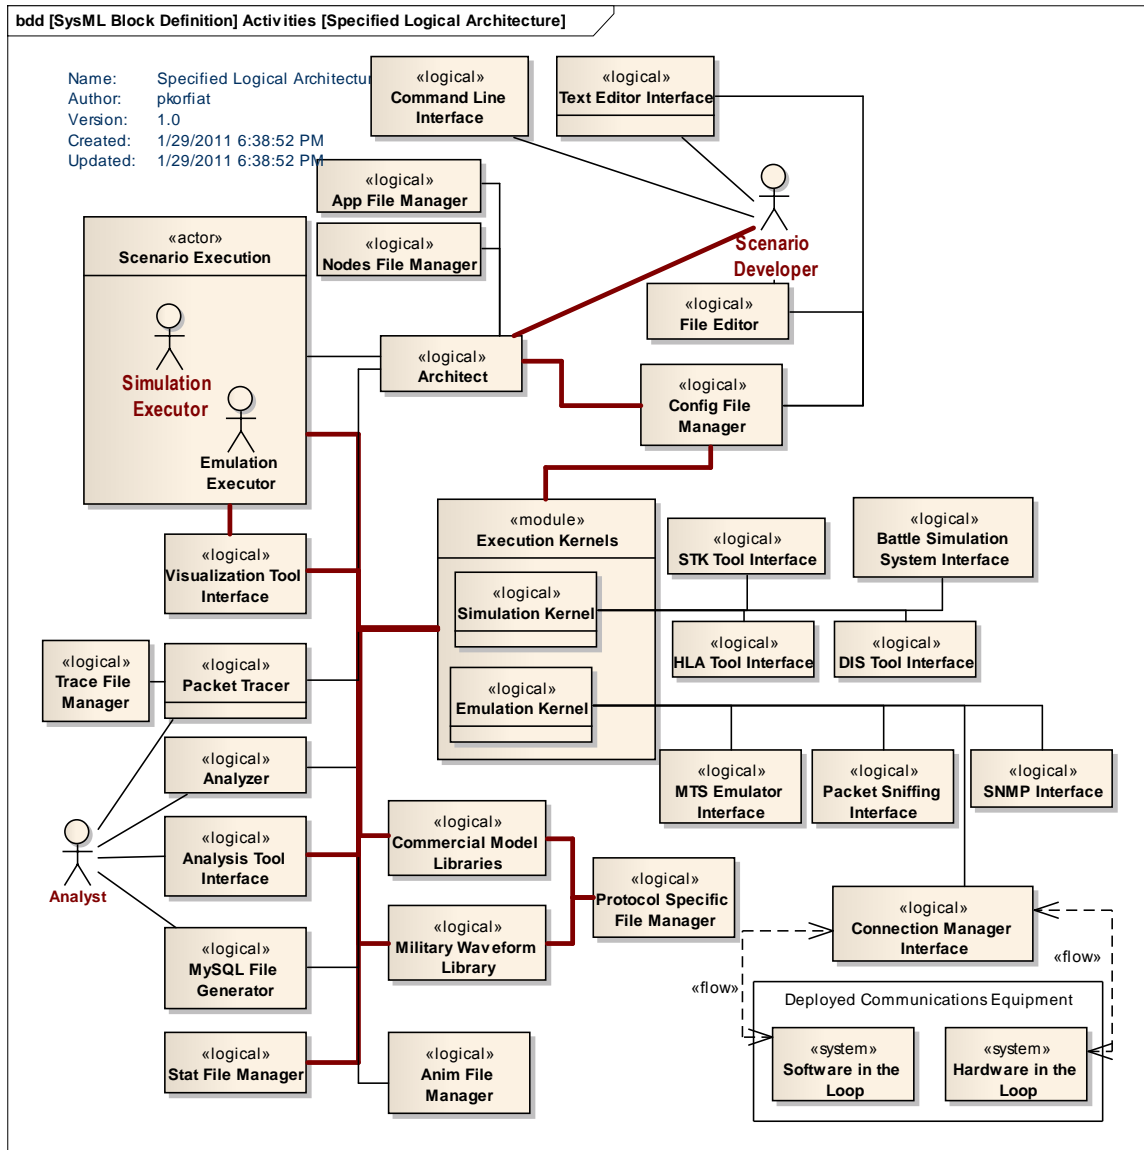 bdd [SysML Block Definition] Activities [Specified Logical Architecture]
Name: Specified Logical Architectur
Author: pkorfiat
Version: 1.0
Created: 1/29/2011 6:38:52 PM
Updated: 1/29/2011 6:38:52 PM
«logical»
Command Line
Interface
«logical»
Text Editor Interface
«logical»
App File Manager
«logical»
Nodes File Manager
Scenario
Developer
«actor»
Scenario Execution
Simulation
Executor
Emulation
Executor
«logical»
File Editor
«logical»
Architect
«logical»
Config File
Manager
«module»
Execution Kernels
«logical»
Simulation Kernel
«logical»
Emulation Kernel
«logical»
STK Tool Interface
«logical»
Battle Simulation
System Interface
«logical»
HLA Tool Interface
«logical»
DIS Tool Interface
«logical»
Visualization Tool
Interface
«logical»
Trace File
Manager
«logical»
Packet Tracer
«logical»
Analyzer
«logical»
MTS Emulator
Interface
«logical»
Packet Sniffing
Interface
«logical»
SNMP Interface
Analyst
«logical»
Analysis Tool
Interface
«logical»
Commercial Model
Libraries
«logical»
Protocol Specific
File Manager
«logical»
Military Waveform
Library
«logical»
Connection Manager
Interface
«logical»
MySQL File
Generator
«flow»
«flow»
Deployed Communications Equipment
«system»
Software in the
Loop
«system»
Hardware in the
Loop
«logical»
Stat File Manager
«logical»
Anim File
Manager